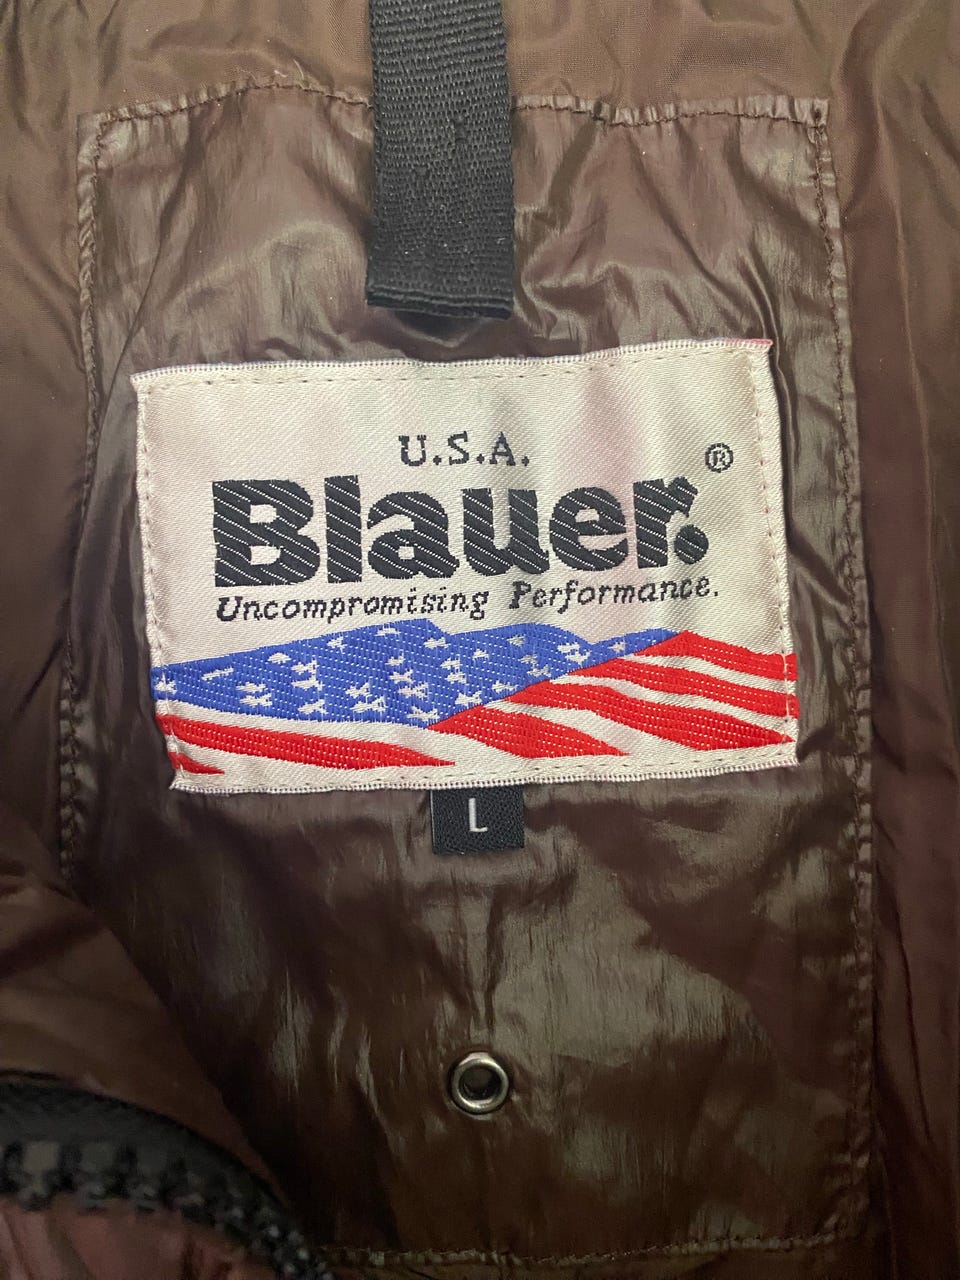 U.S.A.
Blauer.®
Uncompromising Performance.
L